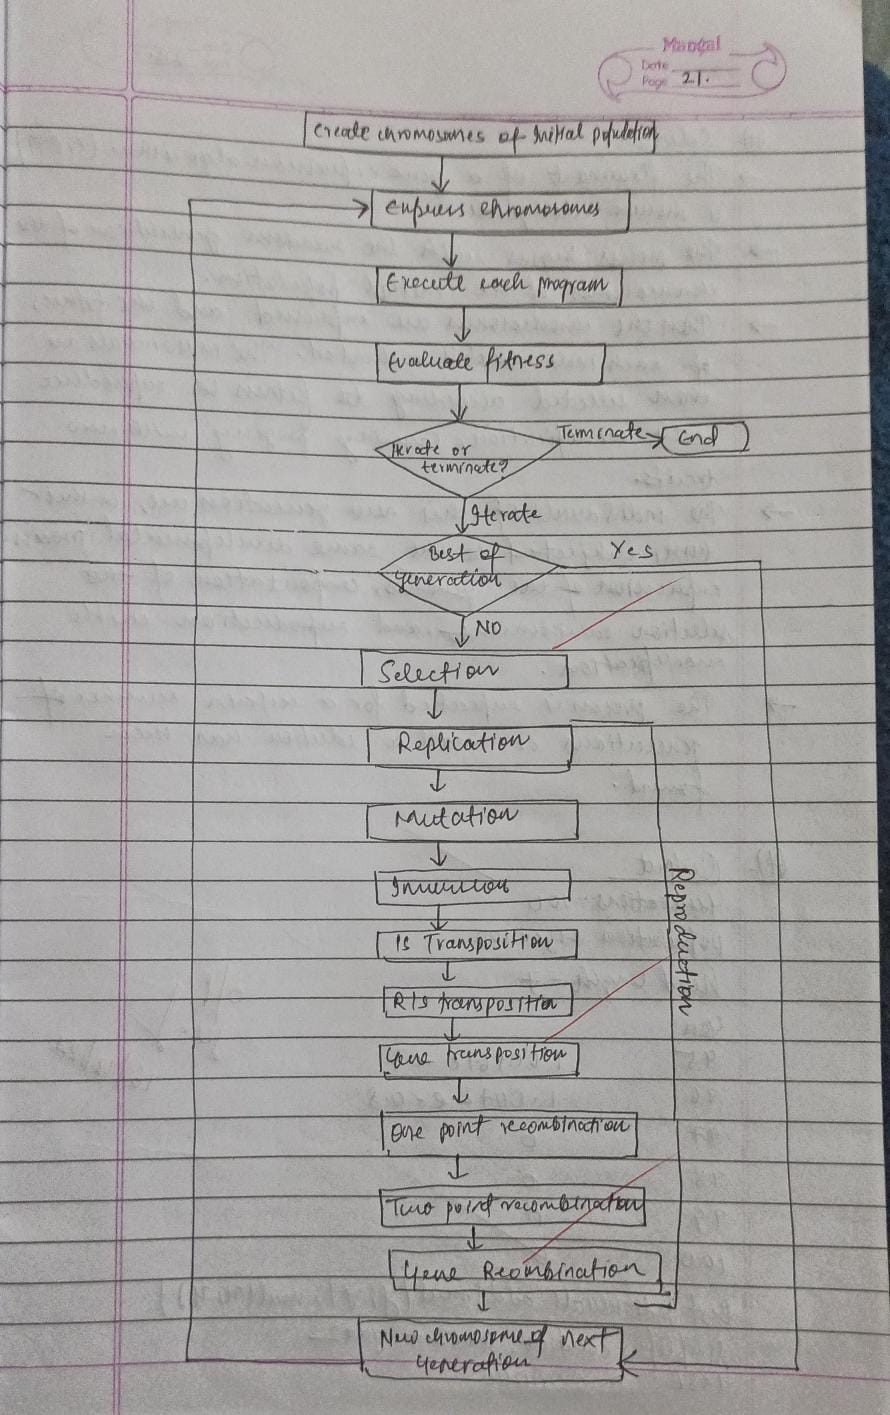 Mangal
Date
Page 21.
Create chromosomes of initial population
Express chromosomes
Execute each program
Evaluate fitness
Iterate or
terminate?
Terminate
End
Iterate
Best of
generation
Yes
NO
Selection
Replication
Mutation
Inversion
IS Transposition
RIS transposition
Gene transposition
One point recombination
Two point recombination
Gene Reombination
Reproduction
New chromosome of next
generation